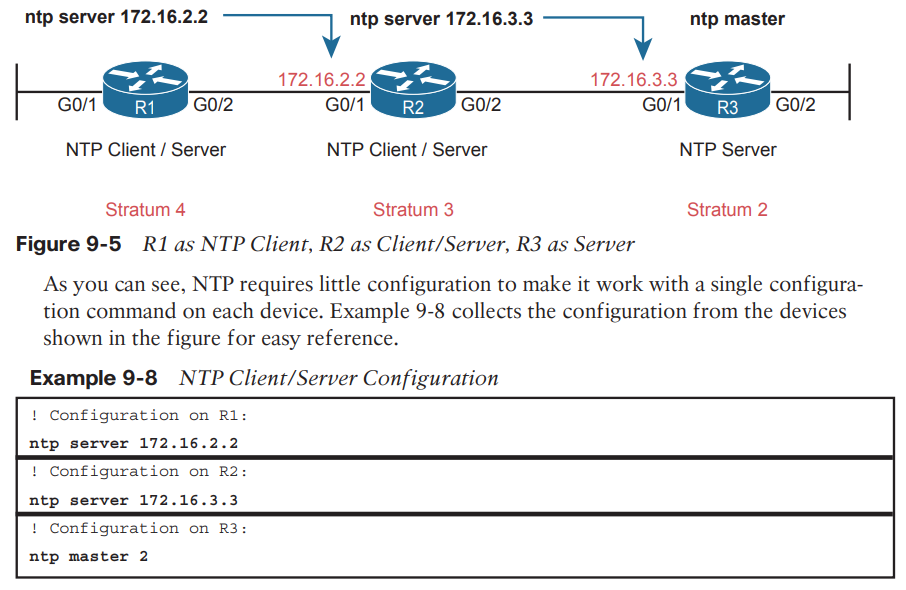 ntp server 172.16.2.2
ntp server 172.16.3.3
ntp master
172.16.2.2
172.16.3.3
G0/1
R1
G0/2
G0/1
R2
G0/2
G0/1
R3
G0/2
NTP Client / Server
NTP Client / Server
NTP Server
Stratum 4
Stratum 3
Stratum 2
Figure 9-5 R1 as NTP Client, R2 as Client/Server, R3 as Server
As you can see, NTP requires little configuration to make it work with a single configura-
tion command on each device. Example 9-8 collects the configuration from the devices
shown in the figure for easy reference.
Example 9-8 NTP Client/Server Configuration
! Configuration on R1:
ntp server 172.16.2.2
! Configuration on R2:
ntp server 172.16.3.3
! Configuration on R3:
ntp master 2